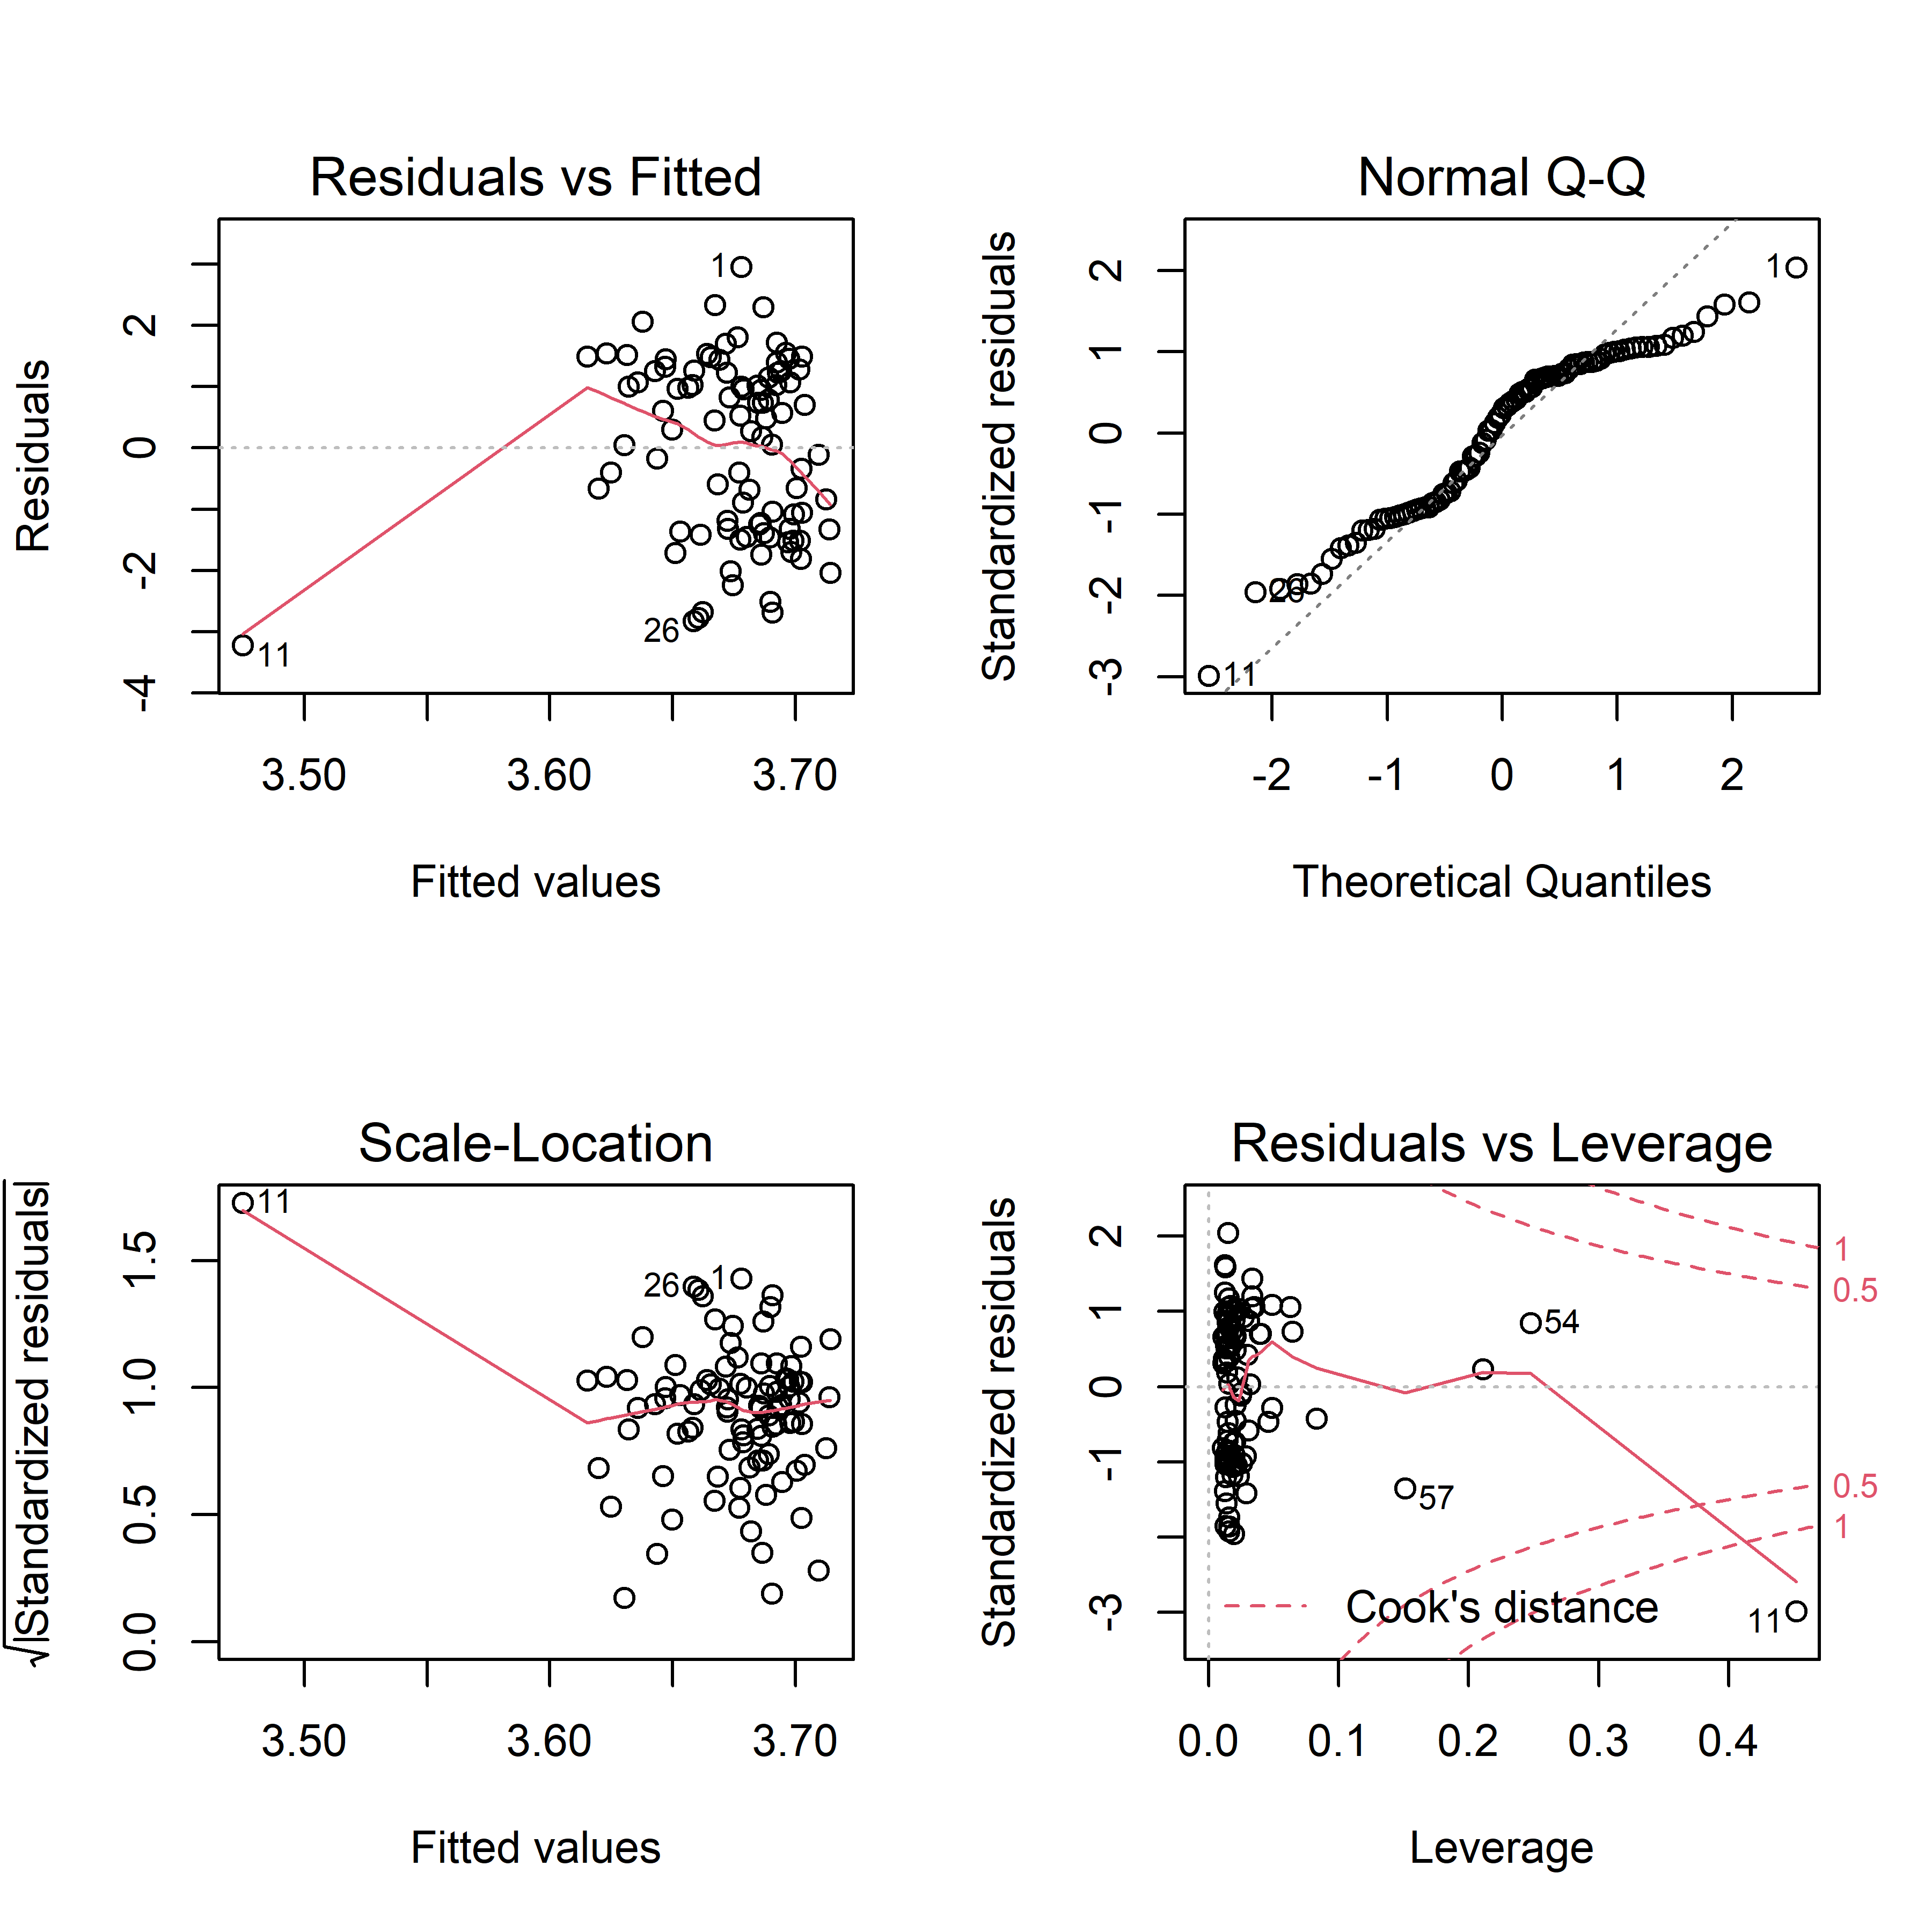 Residuals vs Fitted
Residuals
2
0
-2
-4
1
26
11
3.50 3.60 3.70
Fitted values
Normal Q-Q
Standardized residuals
2
1
0
-1
-2
-3
1
11
-2 -1 0 1 2
Theoretical Quantiles
Scale-Location
√|Standardized residuals|
1.5
1.0
0.5
0.0
11
26
1
3.50 3.60 3.70
Fitted values
Residuals vs Leverage
Standardized residuals
2
1
0
-1
-3
1
0.5
54
57
0.5
1
Cook's distance
11
0.0 0.1 0.2 0.3 0.4
Leverage